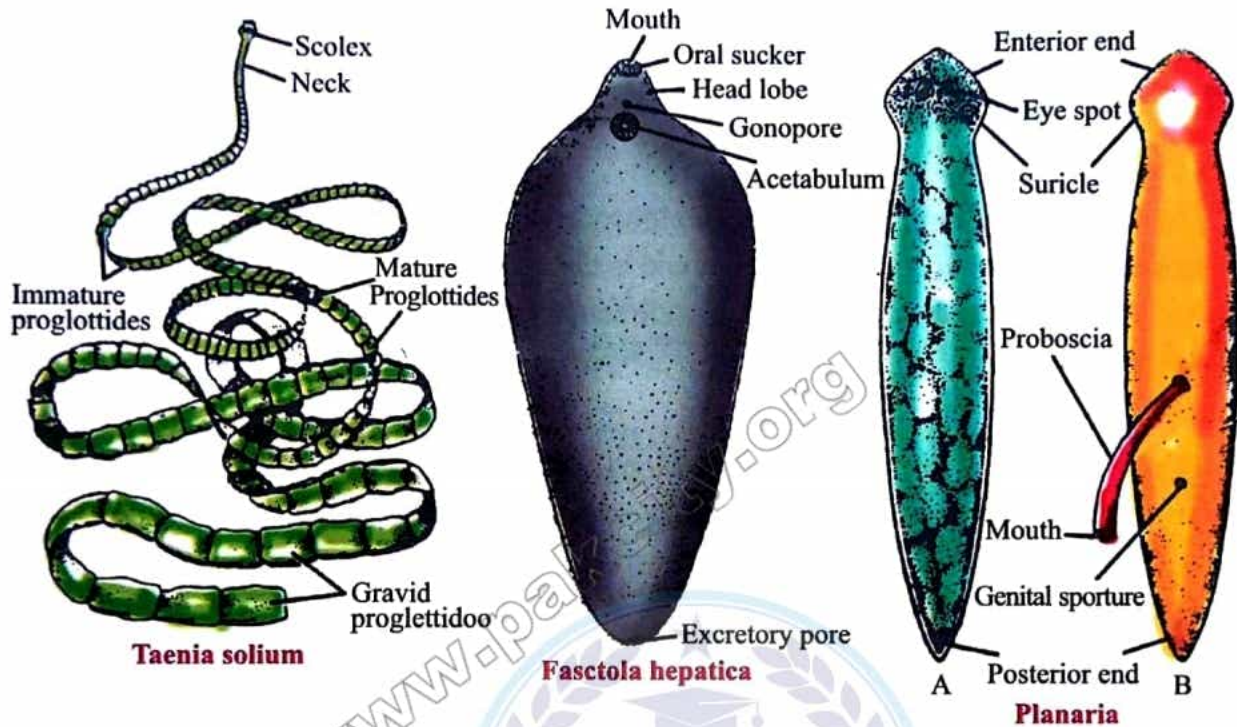 Scolex
Neck
Immature
proglottides
Mature
Proglottides
Gravid
proglettidoo
Taenia solium
Mouth
Oral sucker
Head lobe
Gonopore
Acetabulum
Excretory pore
Fasctola hepatica
Enterior end
Eye spot
Suricle
Proboscia
Mouth
Genital sporture
Posterior end
A
B
Planaria
www.pakcity.org